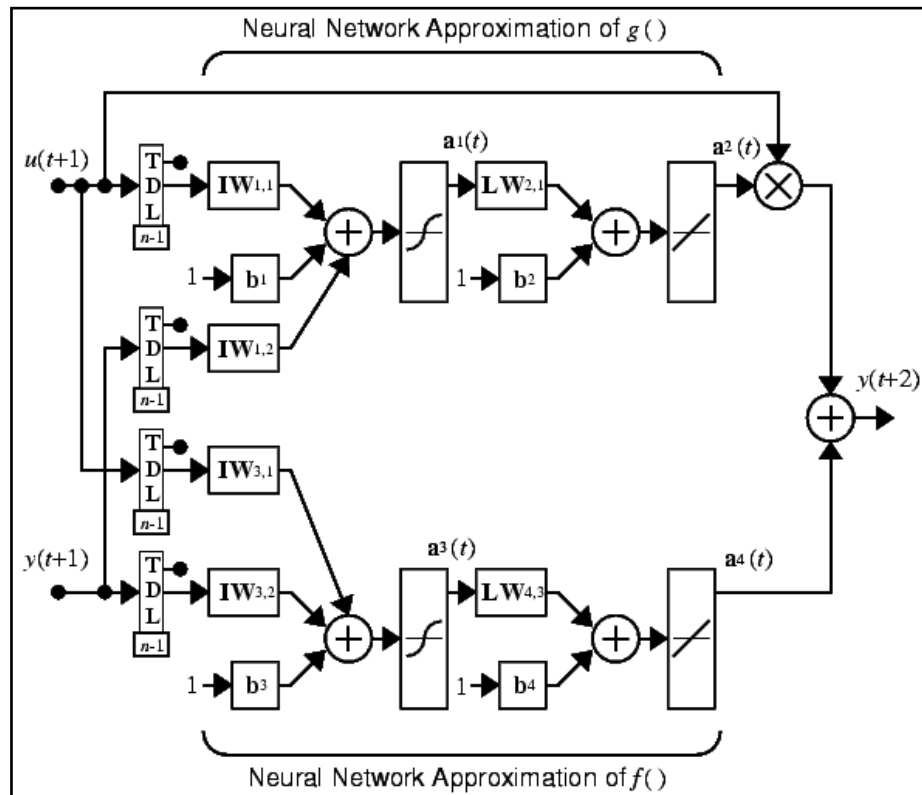 Neural Network Approximation of g ( )
u(t+1)
T
D
L
n-1
IW1,1
1
b1
a1(t)
LW2,1
1
b2
a2 (t)
T
D
L
n-1
IW1,2
y(t+2)
T
D
L
n-1
IW3,1
y(t+1)
T
D
L
n-1
IW3,2
1
b3
a3 (t)
LW4,3
1
b4
a4 (t)
Neural Network Approximation of f ( )